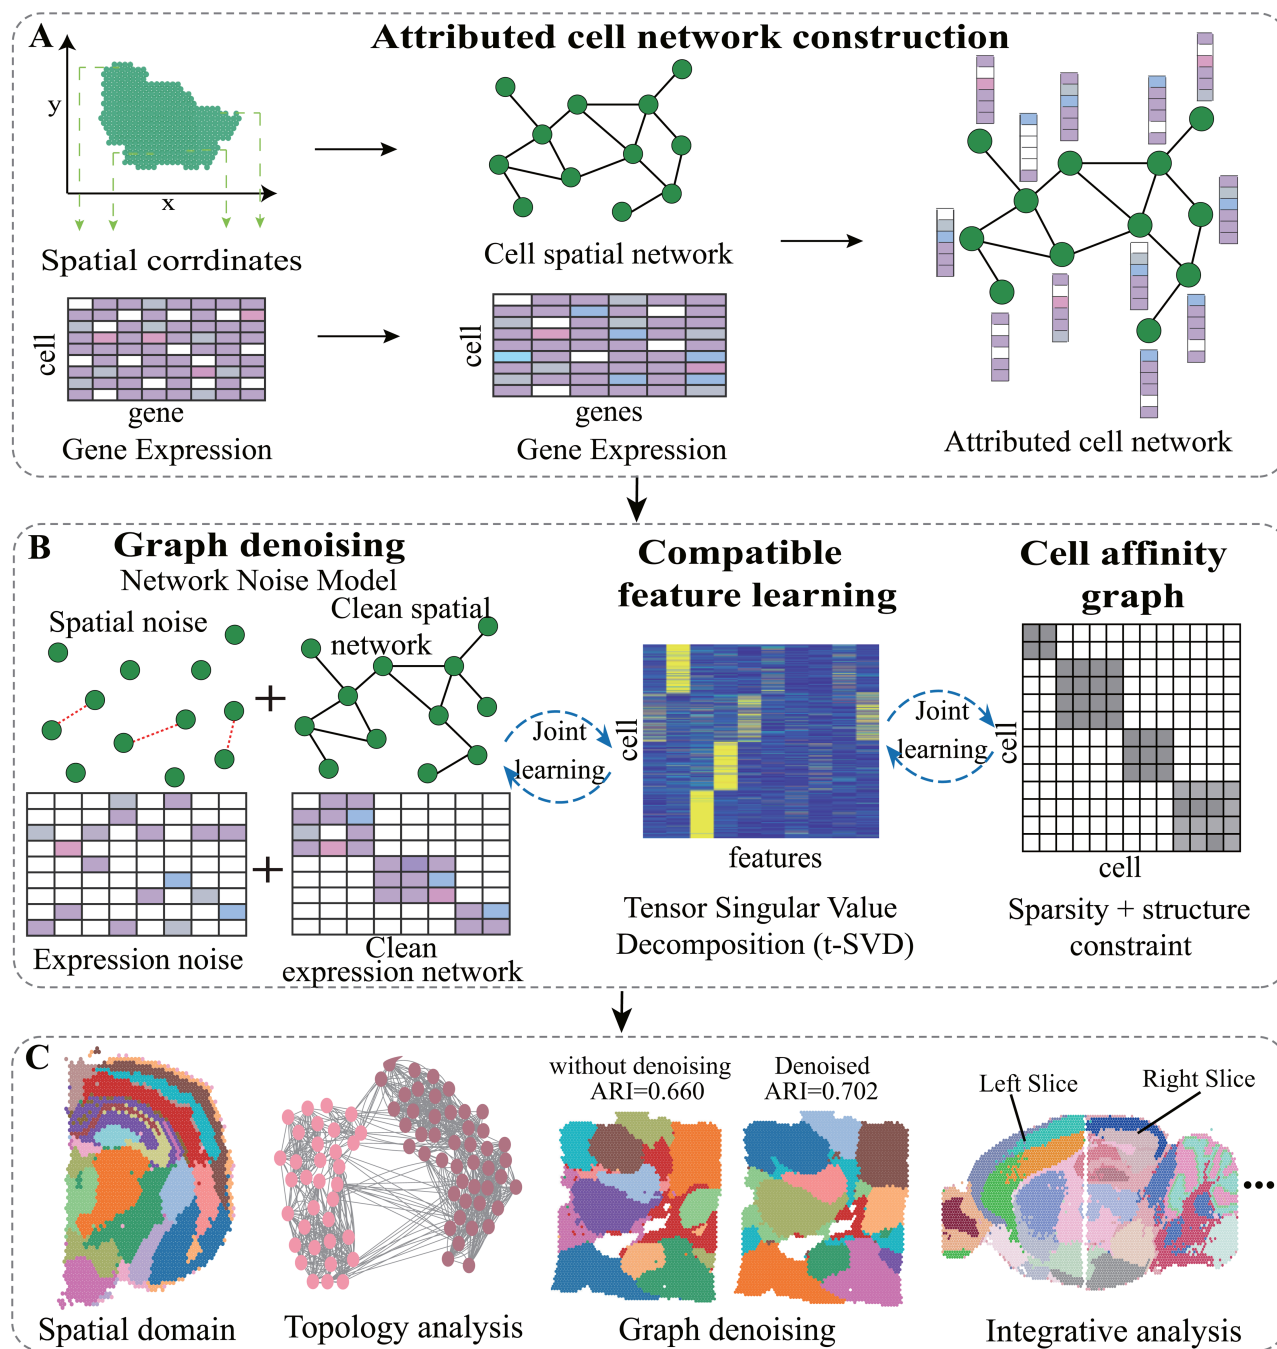 A
Attributed cell network construction
y
x
Spatial corrdinates
Cell spatial network
cell
gene
Gene Expression
cell
genes
Gene Expression
Attributed cell network
B
Graph denoising
Network Noise Model
Spatial noise
Clean spatial
network
+
+
Expression noise
Clean
expression network
Joint
learning
Compatible
feature learning
cell
features
Tensor Singular Value
Decomposition (t-SVD)
Joint
learning
Cell affinity
graph
cell
cell
Sparsity + structure
constraint
C
Spatial domain
Topology analysis
without denoising
ARI=0.660
Denoised
ARI=0.702
Graph denoising
Left Slice
Right Slice
...
Integrative analysis